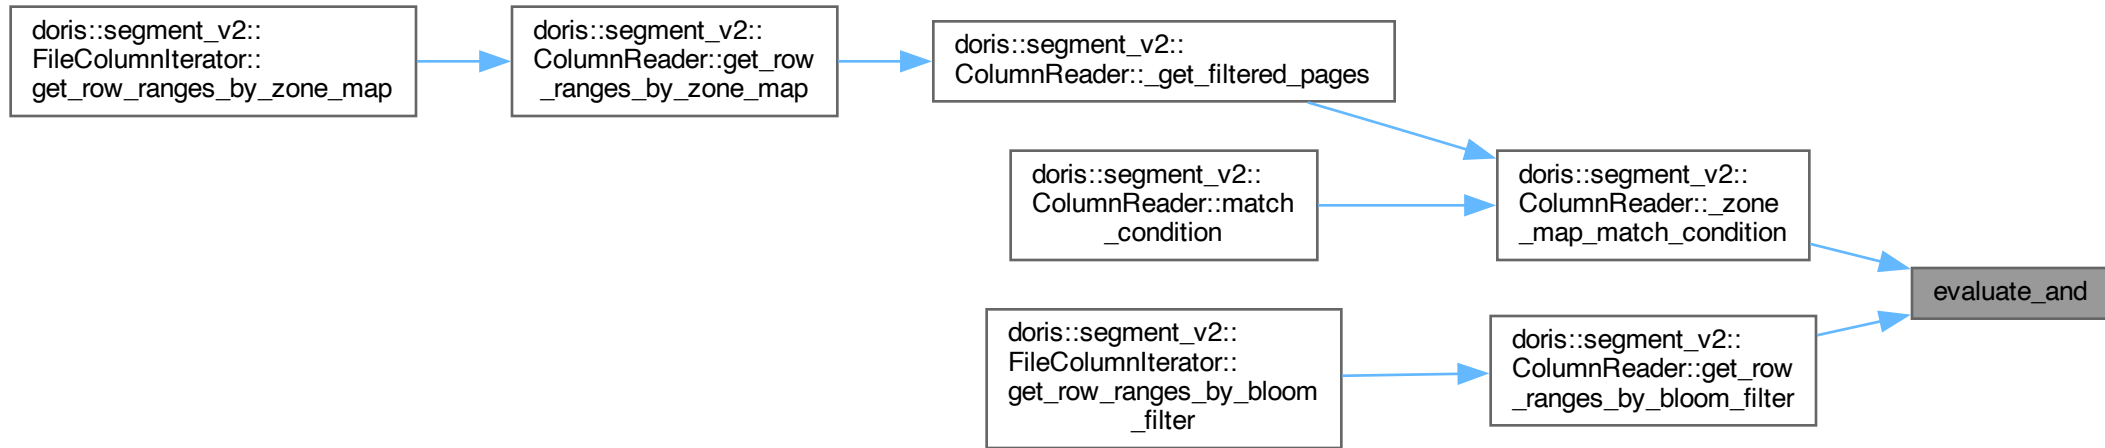 doris::segment_v2::
FileColumnIterator::
get_row_ranges_by_zone_map
doris::segment_v2::
ColumnReader::get_row
_ranges_by_zone_map
doris::segment_v2::
ColumnReader::_get_filtered_pages
doris::segment_v2::
ColumnReader::match
_condition
doris::segment_v2::
ColumnReader::_zone
_map_match_condition
evaluate_and
doris::segment_v2::
FileColumnIterator::
get_row_ranges_by_bloom
_filter
doris::segment_v2::
ColumnReader::get_row
_ranges_by_bloom_filter